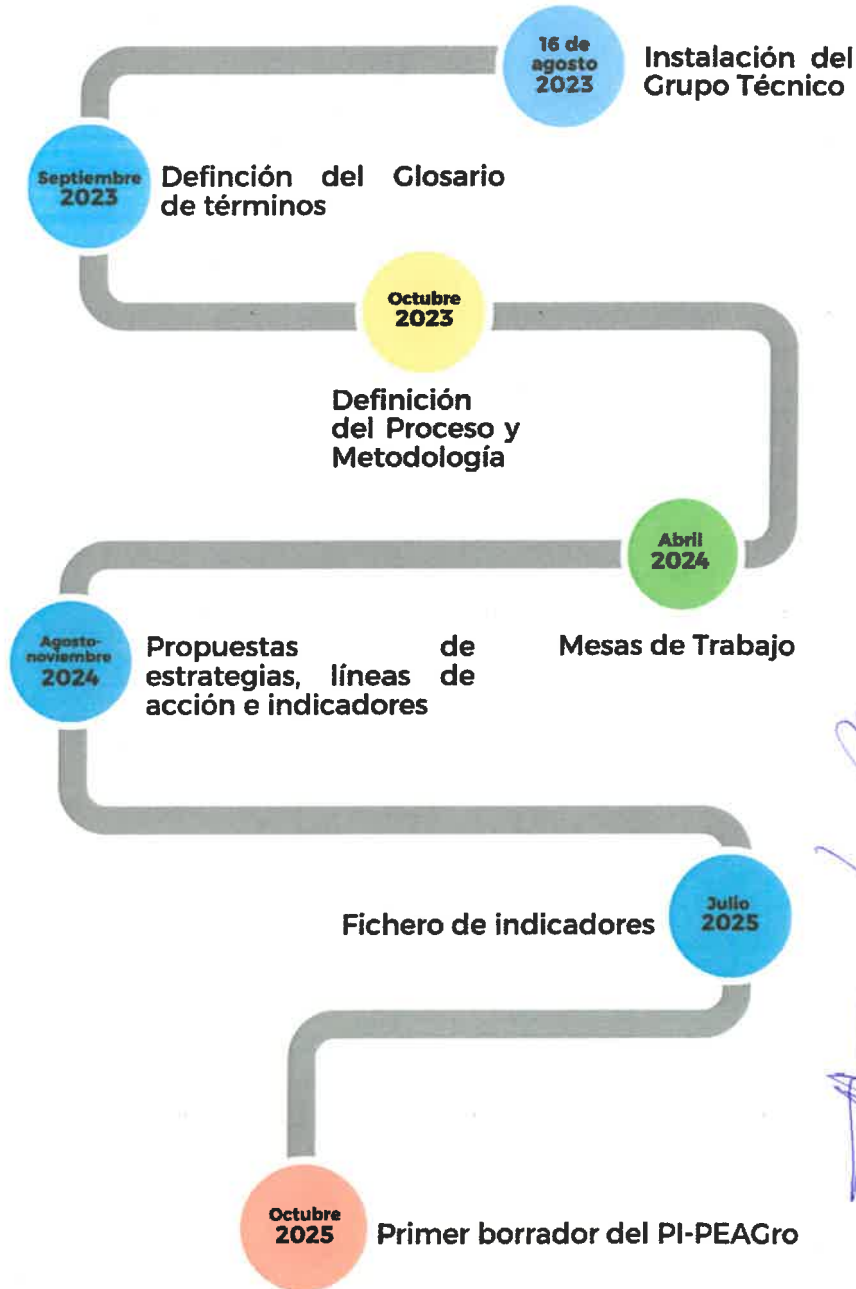 16 de
agosto
2023
Instalación del
Grupo Técnico
Septiembre
2023
Definción del Glosario
de términos
Octubre
2023
Definición
del Proceso y
Metodología
Abril
2024
Mesas de Trabajo
Agosto-
noviembre
2024
Propuestas de
estrategias, líneas de
acción e indicadores
Julio
2025
Fichero de indicadores
Octubre
2025
Primer borrador del PI-PEAGro